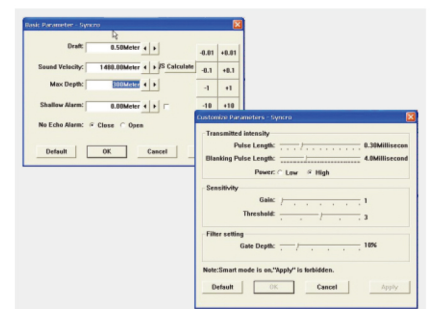 Basic Parameter - Syncro
Draft: 0.50Meter
-0.01 +0.01
Sound Velocity: 1480.00Meter /S Calculate
-0.1 +0.1
Max Depth: 300Meter
-1 +1
Shallow Alarm: 0.00Meter
-10 +10
No Echo Alarm: Close Open
Default OK Cancel
Customize Parameters - Syncro
Transmitted intensity
Pulse Length: 0.30Millisecon
Blanking Pulse Length: 4.0Millisecond
Power: Low High
Sensitivity
Gain: 1
Threshold: 3
Filter setting
Gate Depth: 10%
Note:Smart mode is on,"Apply" is forbidden.
Default OK Cancel Apply